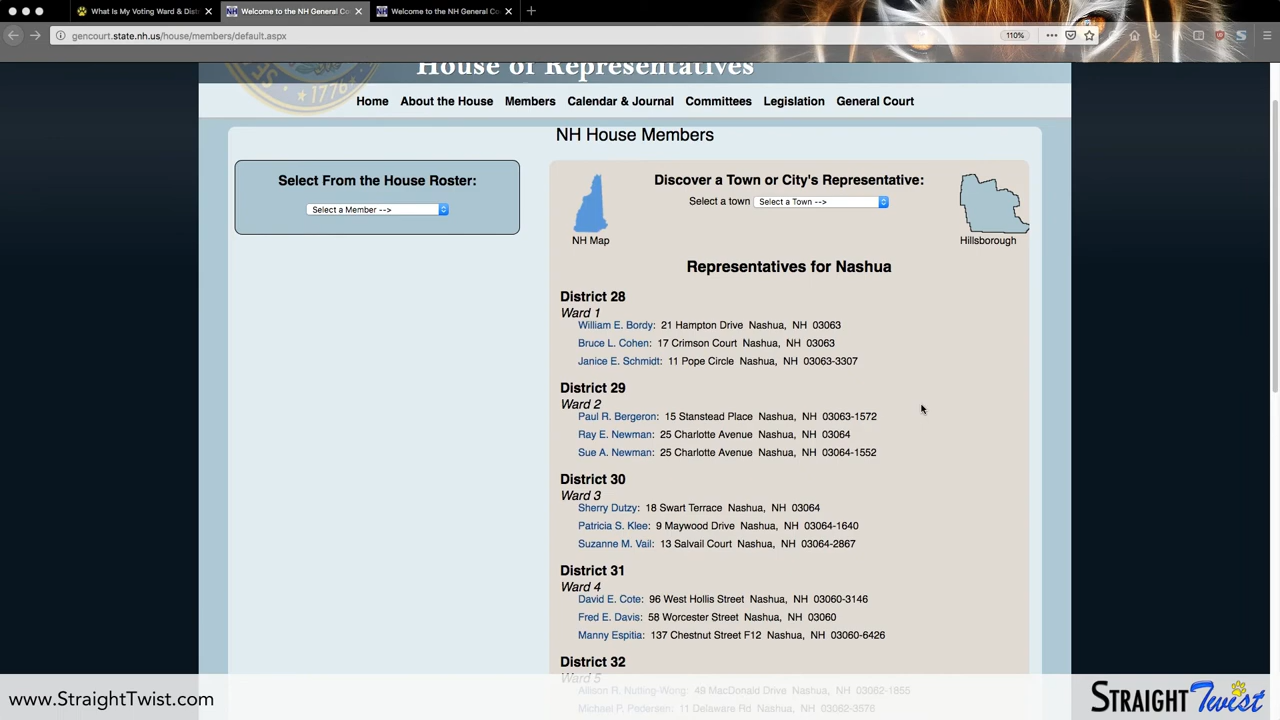 What Is My Voting Ward & Distr
Welcome to the NH General Co
Welcome to the NH General Co
gencourt.state.nh.us/house/members/default.aspx
110%
House of Representatives
1776
Home About the House Members Calendar & Journal Committees Legislation General Court
NH House Members
Select From the House Roster:
Select a Member -->
Discover a Town or City's Representative:
Select a town Select a Town -->
NH Map
Hillsborough
Representatives for Nashua
District 28
Ward 1
William E. Bordy: 21 Hampton Drive Nashua, NH 03063
Bruce L. Cohen: 17 Crimson Court Nashua, NH 03063
Janice E. Schmidt: 11 Pope Circle Nashua, NH 03063-3307
District 29
Ward 2
Paul R. Bergeron: 15 Stanstead Place Nashua, NH 03063-1572
Ray E. Newman: 25 Charlotte Avenue Nashua, NH 03064
Sue A. Newman: 25 Charlotte Avenue Nashua, NH 03064-1552
District 30
Ward 3
Sherry Dutzy: 18 Swart Terrace Nashua, NH 03064
Patricia S. Klee: 9 Maywood Drive Nashua, NH 03064-1640
Suzanne M. Vail: 13 Salvail Court Nashua, NH 03064-2867
District 31
Ward 4
David E. Cote: 96 West Hollis Street Nashua, NH 03060-3146
Fred E. Davis: 58 Worcester Street Nashua, NH 03060
Manny Espitia: 137 Chestnut Street F12 Nashua, NH 03060-6426
District 32
Ward 5
Allison R. Nutting-Wong: 49 MacDonald Drive Nashua, NH 03062-1855
Michael P. Pedersen: 11 Delaware Rd Nashua, NH 03062-3576
www.StraightTwist.com
STRAIGHT Twist